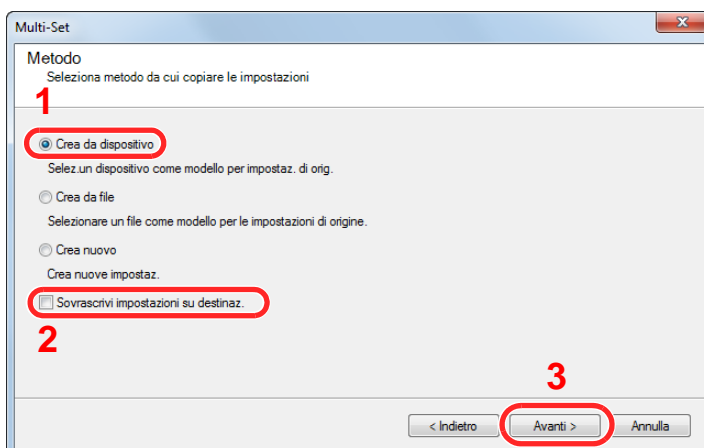 Multi-Set
Metodo
Seleziona metodo da cui copiare le impostazioni
1
Crea da dispositivo
Selez.un dispositivo come modello per impostaz. di orig.
Crea da file
Selezionare un file come modello per le impostazioni di origine.
Crea nuovo
Crea nuove impostaz.
Sovrascrivi impostazioni su destinaz.
2
3
< Indietro Avanti > Annulla